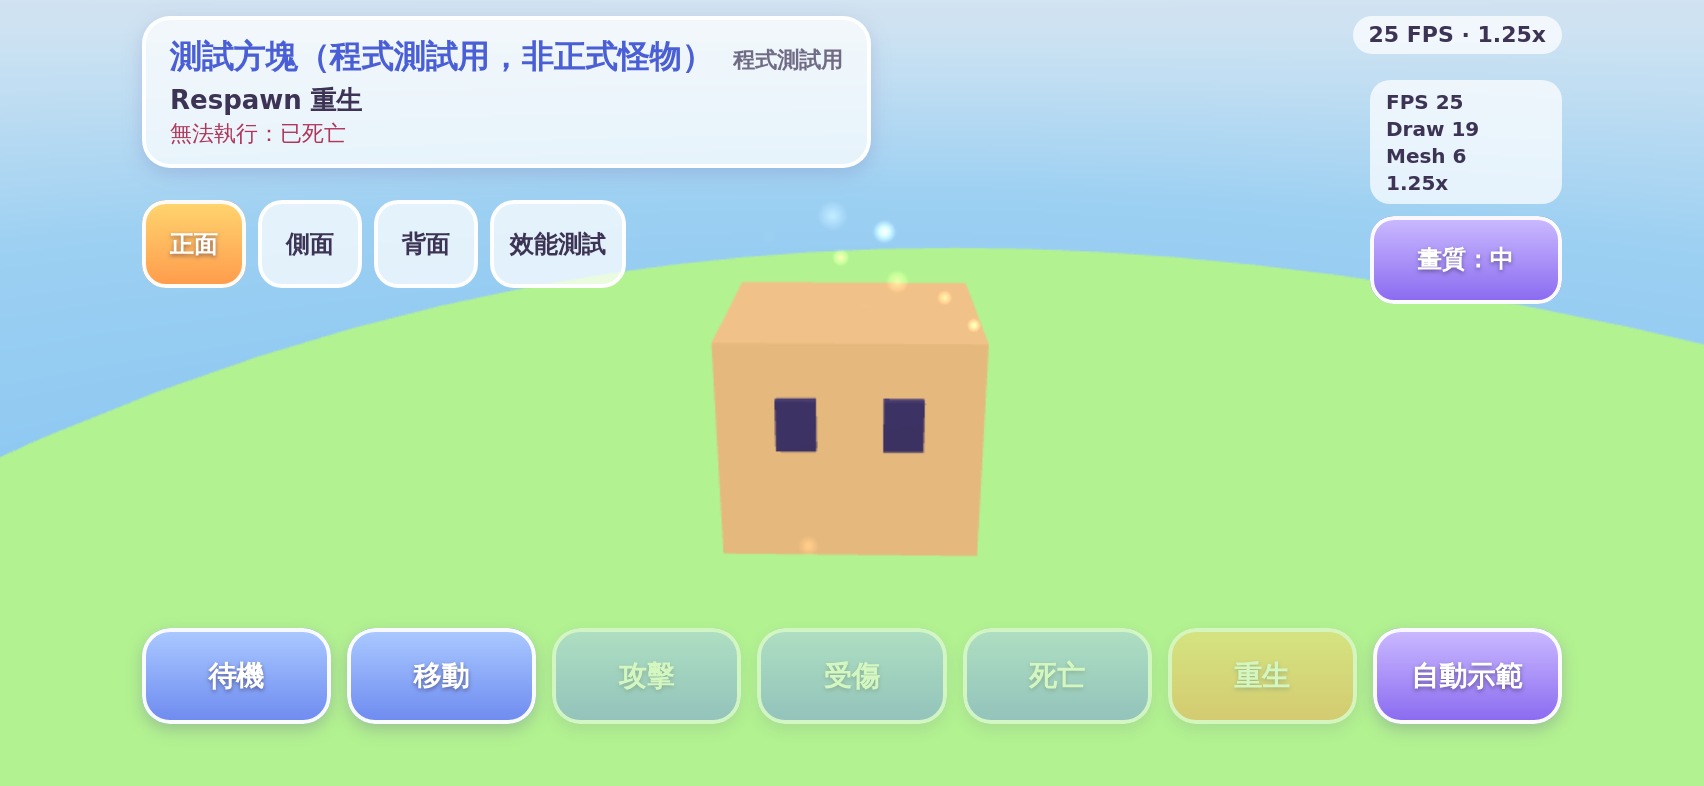 測試方塊（程式測試用，非正式怪物） 程式測試用
Respawn 重生
無法執行：已死亡
25 FPS · 1.25x
FPS 25
Draw 19
Mesh 6
1.25x
正面 側面 背面 效能測試
畫質：中
待機 移動 攻擊 受傷 死亡 重生 自動示範